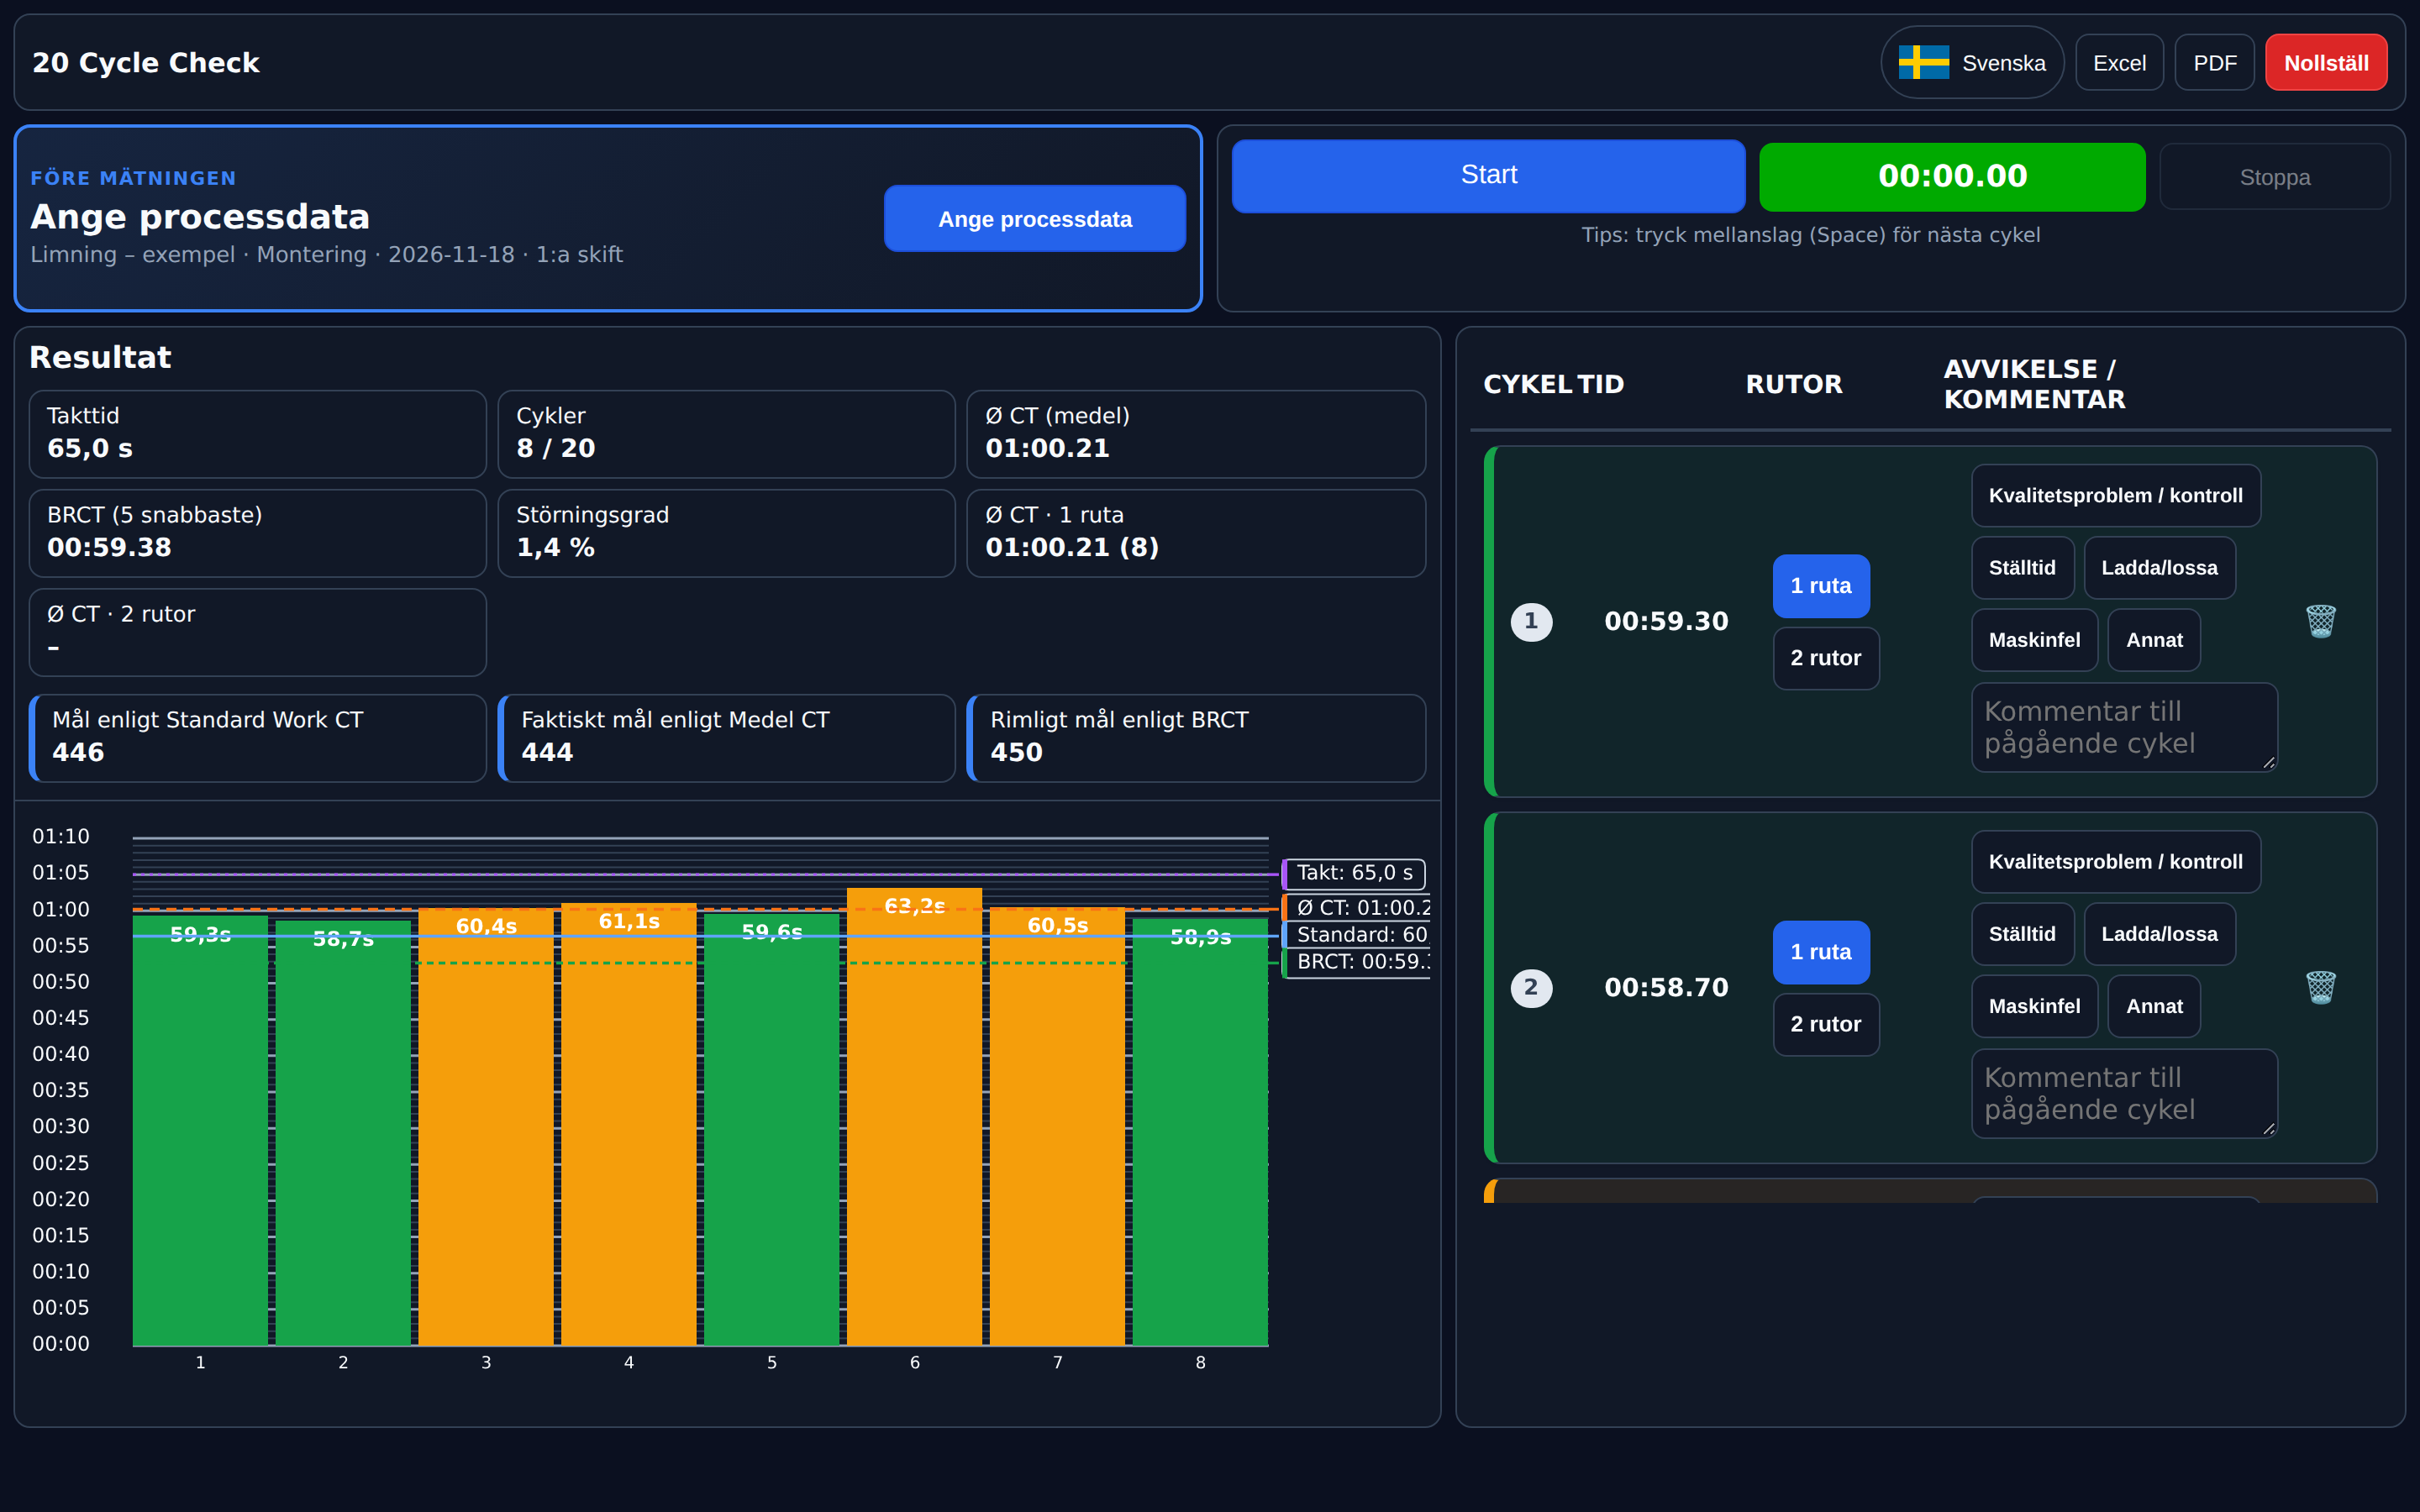 20 Cycle Check
Svenska
Excel
PDF
Nollställ
FÖRE MÄTNINGEN
Ange processdata
Limning – exempel · Montering · 2026-11-18 · 1:a skift
Ange processdata
Start
00:00.00
Stoppa
Tips: tryck mellanslag (Space) för nästa cykel
Resultat
Takttid
65,0 s
Cykler
8 / 20
Ø CT (medel)
01:00.21
BRCT (5 snabbaste)
00:59.38
Störningsgrad
1,4 %
Ø CT · 1 ruta
01:00.21 (8)
Ø CT · 2 rutor
–
Mål enligt Standard Work CT
446
Faktiskt mål enligt Medel CT
444
Rimligt mål enligt BRCT
450
01:10
01:05
01:00
00:55
00:50
00:45
00:40
00:35
00:30
00:25
00:20
00:15
00:10
00:05
00:00
59,3s
58,7s
60,4s
61,1s
59,6s
63,2s
60,5s
58,9s
Takt: 65,0 s
Ø CT: 01:00.2
Standard: 60
BRCT: 00:59.
1
2
3
4
5
6
7
8
CYKEL
TID
RUTOR
AVVIKELSE /
KOMMENTAR
1
00:59.30
1 ruta
2 rutor
Kvalitetsproblem / kontroll
Ställtid
Ladda/lossa
Maskinfel
Annat
Kommentar till
pågående cykel
2
00:58.70
1 ruta
2 rutor
Kvalitetsproblem / kontroll
Ställtid
Ladda/lossa
Maskinfel
Annat
Kommentar till
pågående cykel